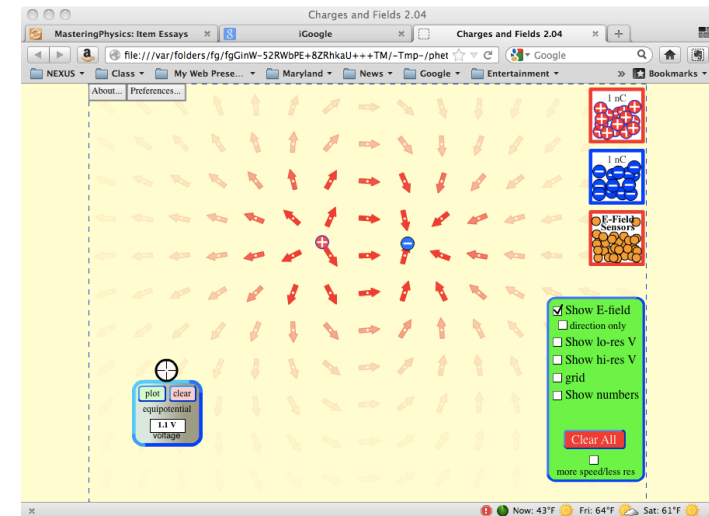 Charges and Fields 2.04
MasteringPhysics: Item Essays
iGoogle
Charges and Fields 2.04
file:///var/folders/fg/fgGinW-52RWbPE+8ZRhkaU+++TM/-Tmp-/phet
Google
NEXUS
Class
My Web Prese...
Maryland
News
Google
Entertainment
Bookmarks
About...
Preferences...
1 nC
1 nC
E-Field
Sensors
Show E-field
direction only
Show lo-res V
Show hi-res V
grid
Show numbers
Clear All
more speed/less res
plot
clear
equipotential
1.1 V
voltage
Now: 43°F
Fri: 64°F
Sat: 61°F